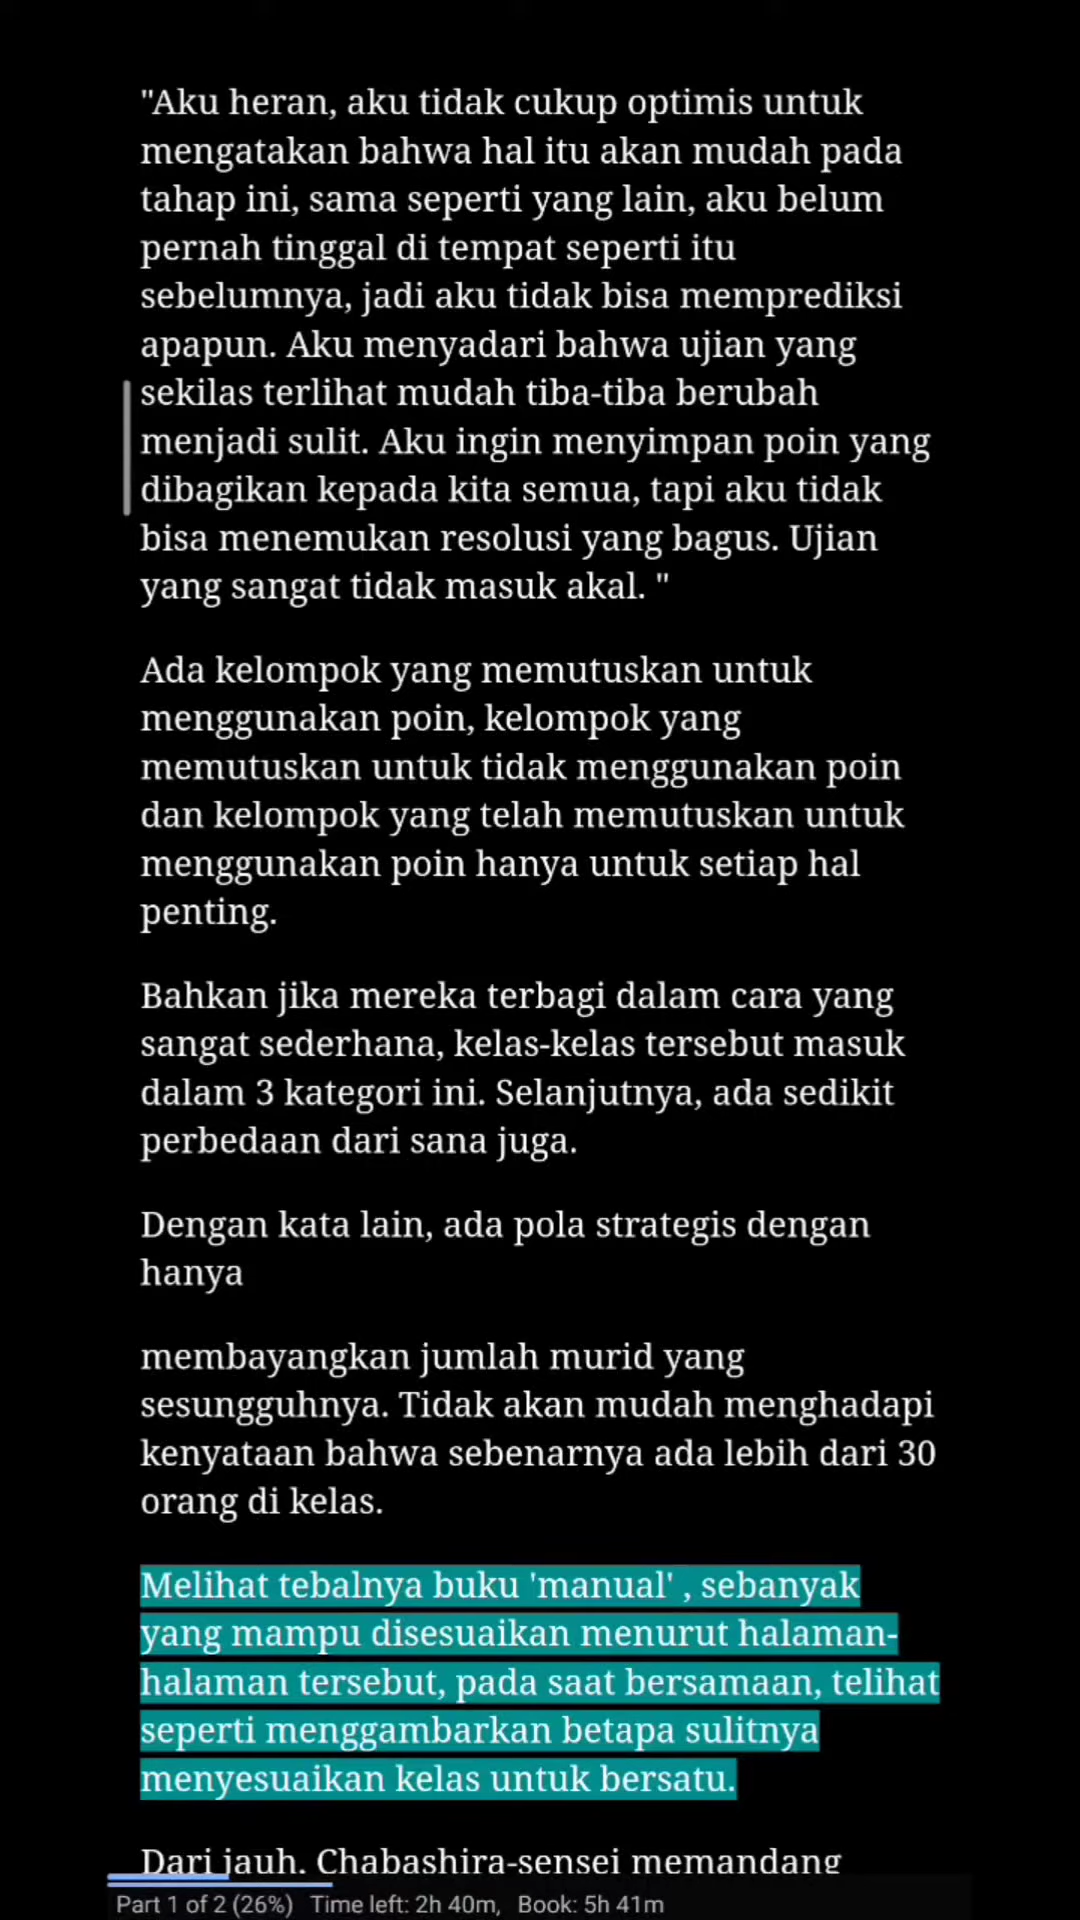 "Aku heran, aku tidak cukup optimis untuk
mengatakan bahwa hal itu akan mudah pada
tahap ini, sama seperti yang lain, aku belum
pernah tinggal di tempat seperti itu
sebelumnya, jadi aku tidak bisa memprediksi
apapun. Aku menyadari bahwa ujian yang
sekilas terlihat mudah tiba-tiba berubah
menjadi sulit. Aku ingin menyimpan poin yang
dibagikan kepada kita semua, tapi aku tidak
bisa menemukan resolusi yang bagus. Ujian
yang sangat tidak masuk akal. "
Ada kelompok yang memutuskan untuk
menggunakan poin, kelompok yang
memutuskan untuk tidak menggunakan poin
dan kelompok yang telah memutuskan untuk
menggunakan poin hanya untuk setiap hal
penting.
Bahkan jika mereka terbagi dalam cara yang
sangat sederhana, kelas-kelas tersebut masuk
dalam 3 kategori ini. Selanjutnya, ada sedikit
perbedaan dari sana juga.
Dengan kata lain, ada pola strategis dengan
hanya
membayangkan jumlah murid yang
sesungguhnya. Tidak akan mudah menghadapi
kenyataan bahwa sebenarnya ada lebih dari 30
orang di kelas.
Melihat tebalnya buku 'manual' , sebanyak
yang mampu disesuaikan menurut halaman-
halaman tersebut, pada saat bersamaan, telihat
seperti menggambarkan betapa sulitnya
menyesuaikan kelas untuk bersatu.
Dari jauh. Chabashira-sensei memandang
Part 1 of 2 (26%) Time left: 2h 40m, Book: 5h 41m